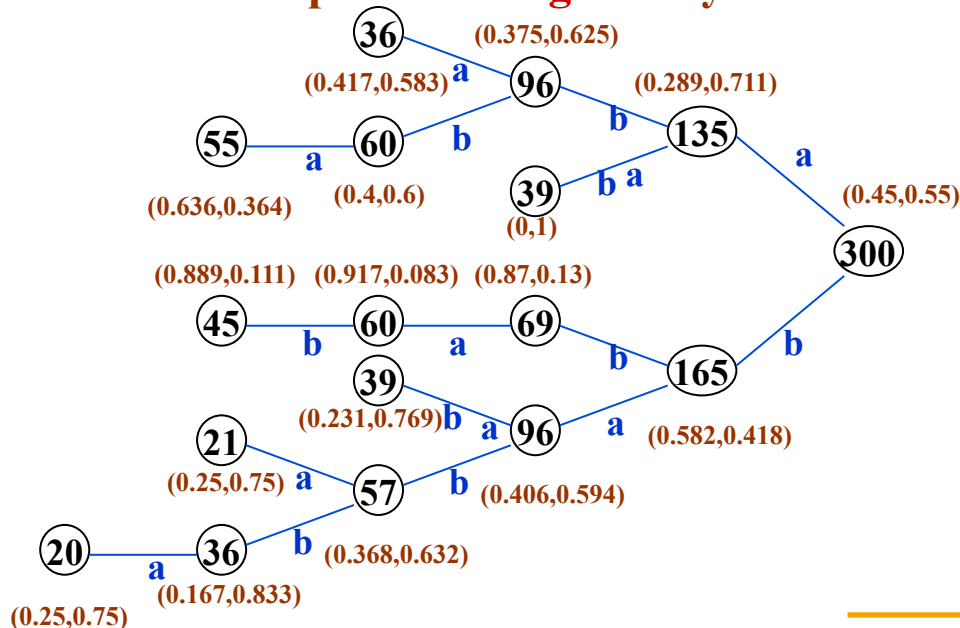 36 (0.375,0.625)
(0.417,0.583) a 96 (0.289,0.711)
b 135
55 a 60 b a
(0.636,0.364) (0.4,0.6) 39 b a (0.45,0.55)
(0,1)
300
(0.889,0.111) (0.917,0.083) (0.87,0.13)
45 b 60 a 69 b b
39 165
(0.231,0.769) b a 96 a (0.582,0.418)
21
(0.25,0.75) a 57 b (0.406,0.594)
20 a 36 b (0.368,0.632)
(0.167,0.833)
(0.25,0.75)